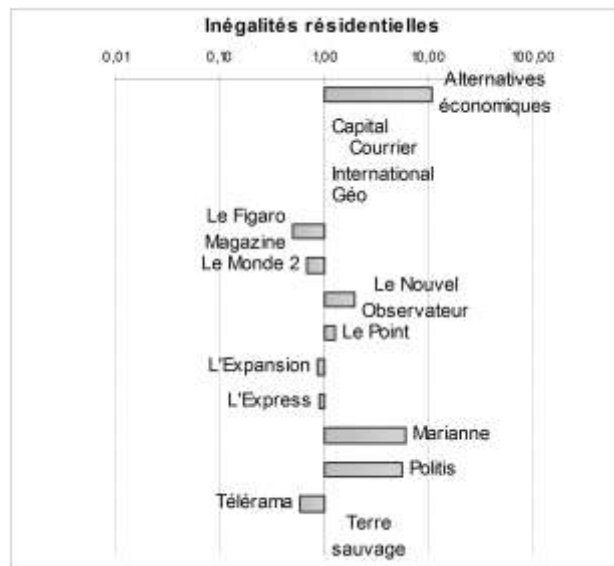 Inégalités résidentielles
0,01 0,10 1,00 10,00 100,00
Alternatives
économiques
Capital
Courrier
International
Géo
Le Figaro
Magazine
Le Monde 2
Le Nouvel
Observateur
Le Point
L'Expansion
L'Express
Marianne
Politis
Télérama
Terre
sauvage